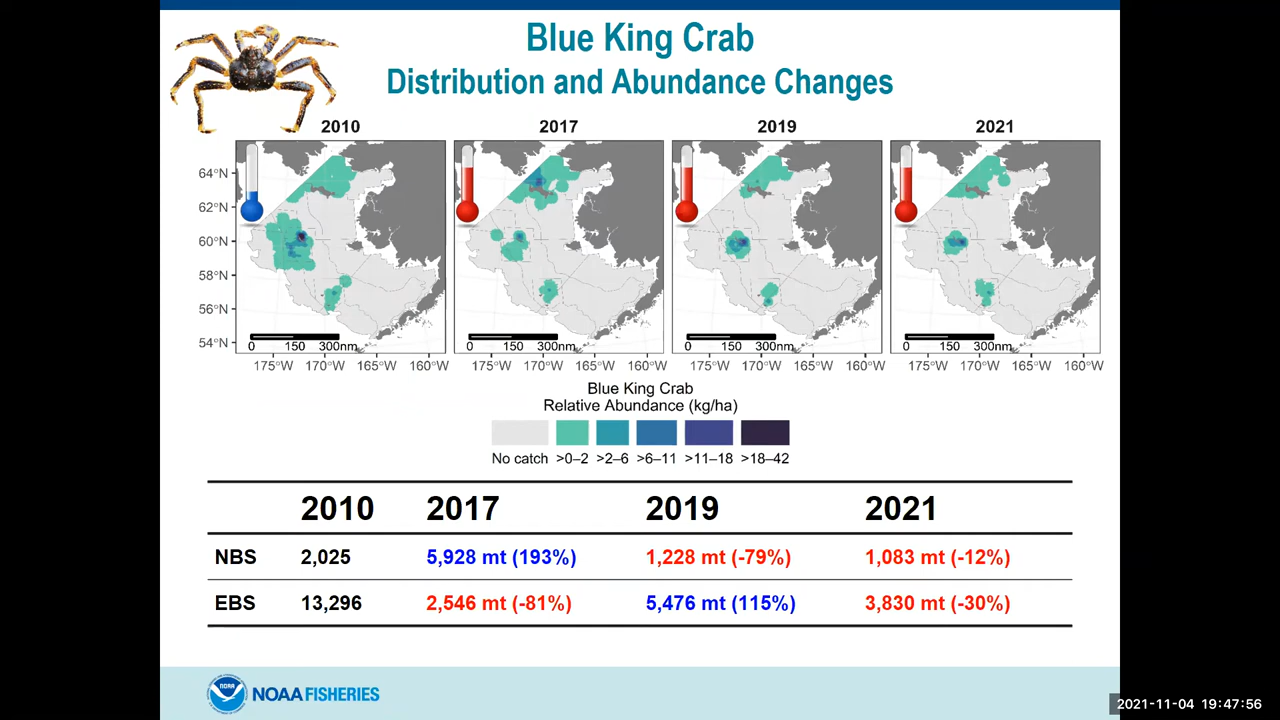 Blue King Crab
Distribution and Abundance Changes
2010 2017 2019 2021
64°N
62°N
60°N
58°N
56°N
54°N
0 150 300nm 0 150 300nm 0 150 300nm 0 150 300nm
175°W 170°W 165°W 160°W 175°W 170°W 165°W 160°W 175°W 170°W 165°W 160°W 175°W 170°W 165°W 160°W
Blue King Crab
Relative Abundance (kg/ha)
No catch >0–2 >2–6 >6–11 >11–18 >18–42
2010 2017 2019 2021
NBS 2,025 5,928 mt (193%) 1,228 mt (-79%) 1,083 mt (-12%)
EBS 13,296 2,546 mt (-81%) 5,476 mt (115%) 3,830 mt (-30%)
NOAA
NOAA FISHERIES
2021-11-04 19:47:56